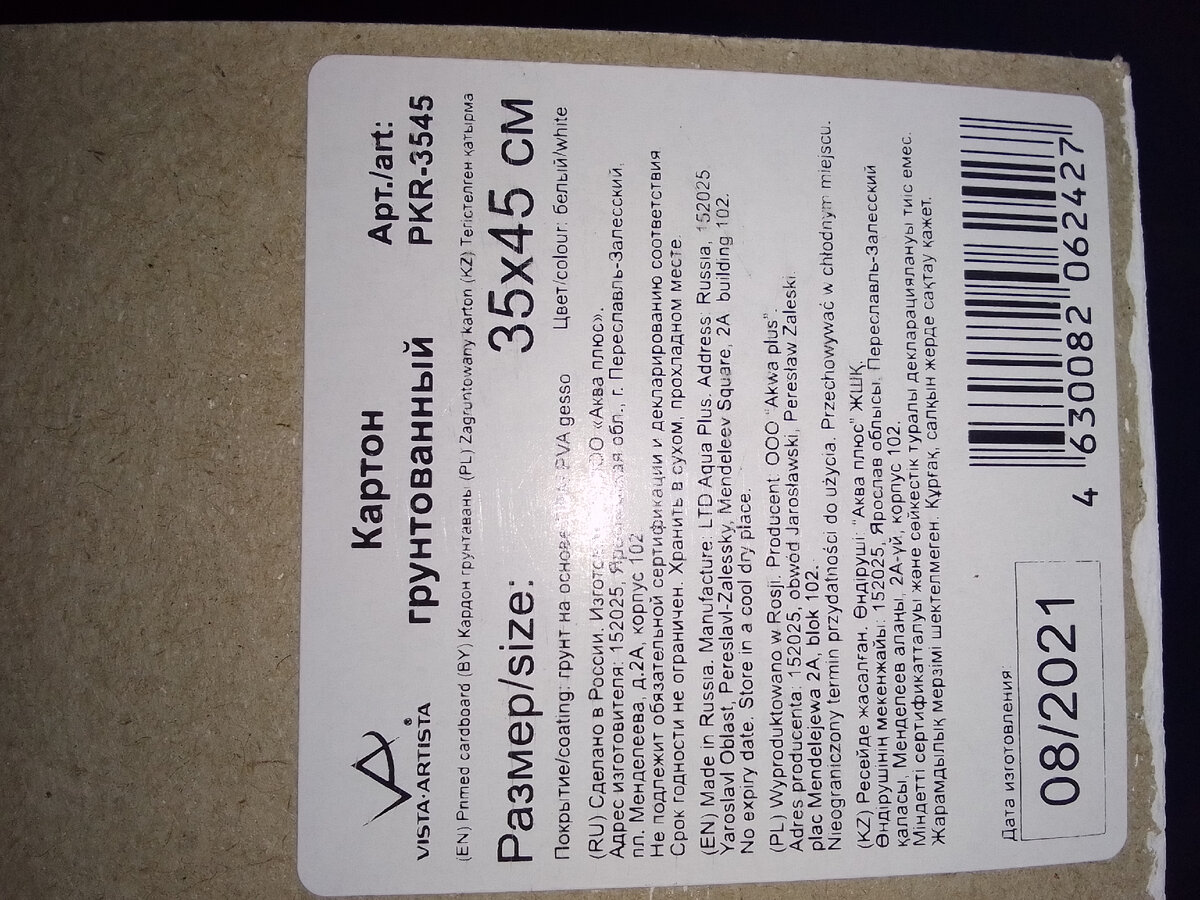 VISTA-ARTISTA®
Картон
грунтованный
Арт./art:
PKR-3545
(EN) Primed cardboard (BY) Кардон грунтаваны (PL) Zagruntowany karton (KZ) Тегістелген қатырма
Размер/size: 35x45 см
Покрытие/coating: грунт на основе PVA gesso Цвет/colour: белый/white
(RU) Сделано в России. ООО «Аква плюс».
Адрес изготовителя: 152025, обл., г. Переславль-Залесский,
пл. Менделеева, д.2А, корпус 102
Не подлежит обязательной сертификации и декларированию соответствия
Срок годности не ограничен. Хранить в сухом, прохладном месте.
(EN) Made in Russia. Manufacture: LTD Aqua Plus. Address: Russia, 152025
Yaroslavl Oblast, Pereslavl-Zalessky, Mendeleev Square, 2A building 102.
No expiry date. Store in a cool dry place.
(PL) Wyproduktowano w Rosji. Producent: OOO "Akwa plus".
Adres producenta: 152025, obwód Jarosławski, Peresław Zaleski
plac Mendelejewa 2A, blok 102.
Nieograniczony termin przydatności do użycia. Przechowywać w chłodnym miejscu.
(KZ) Ресейде жасалған. Өндіруші: "Аква плюс" ЖШҚ.
Өндірушінің мекенжайы: 152025, Ярослав облысы. Переславль-Залесский
қаласы, Менделеев алаңы, 2А-үй, корпус 102.
Міндетті сертификатталуы және сәйкестік туралы декларациялануы тиіс емес.
Жарамдылық мерзімі шектелмеген. Құрғақ, салқын жерде сақтау қажет.
Дата изготовления
08/2021
4 630082 062427